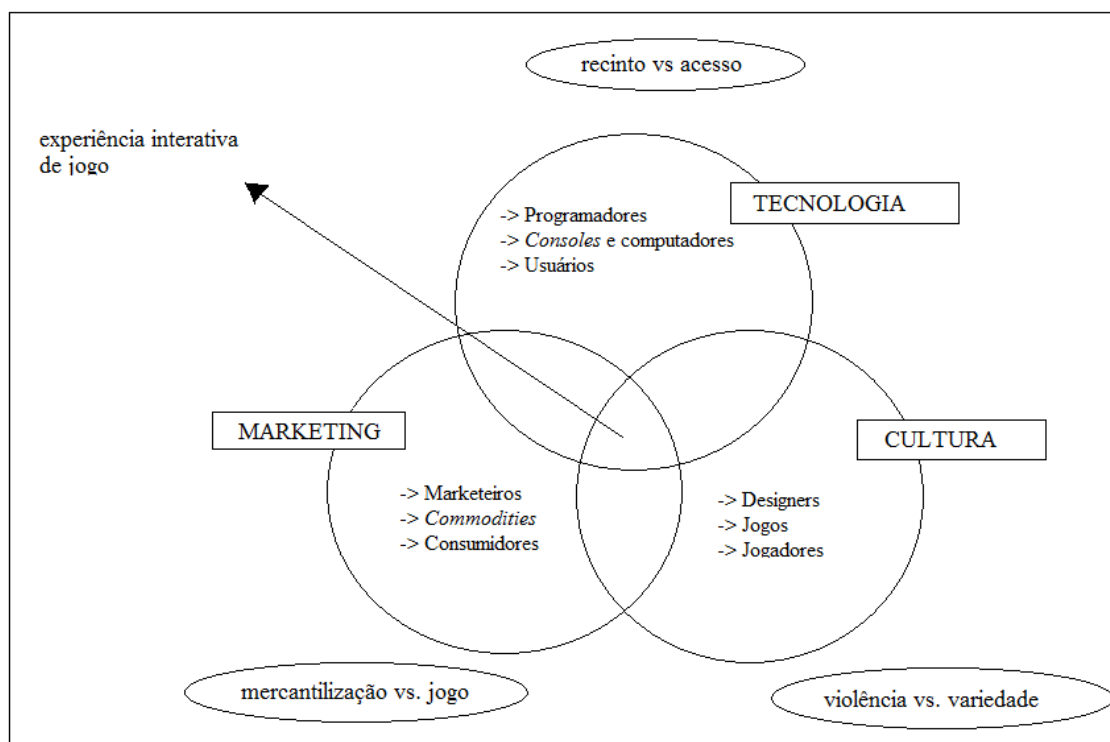 recinto vs acesso
experiência interativa
de jogo
TECNOLOGIA
-> Programadores
-> Consoles e computadores
-> Usuários
MARKETING
CULTURA
-> Marketeiros
-> Commodities
-> Consumidores
-> Designers
-> Jogos
-> Jogadores
mercantilização vs. jogo
violência vs. variedade